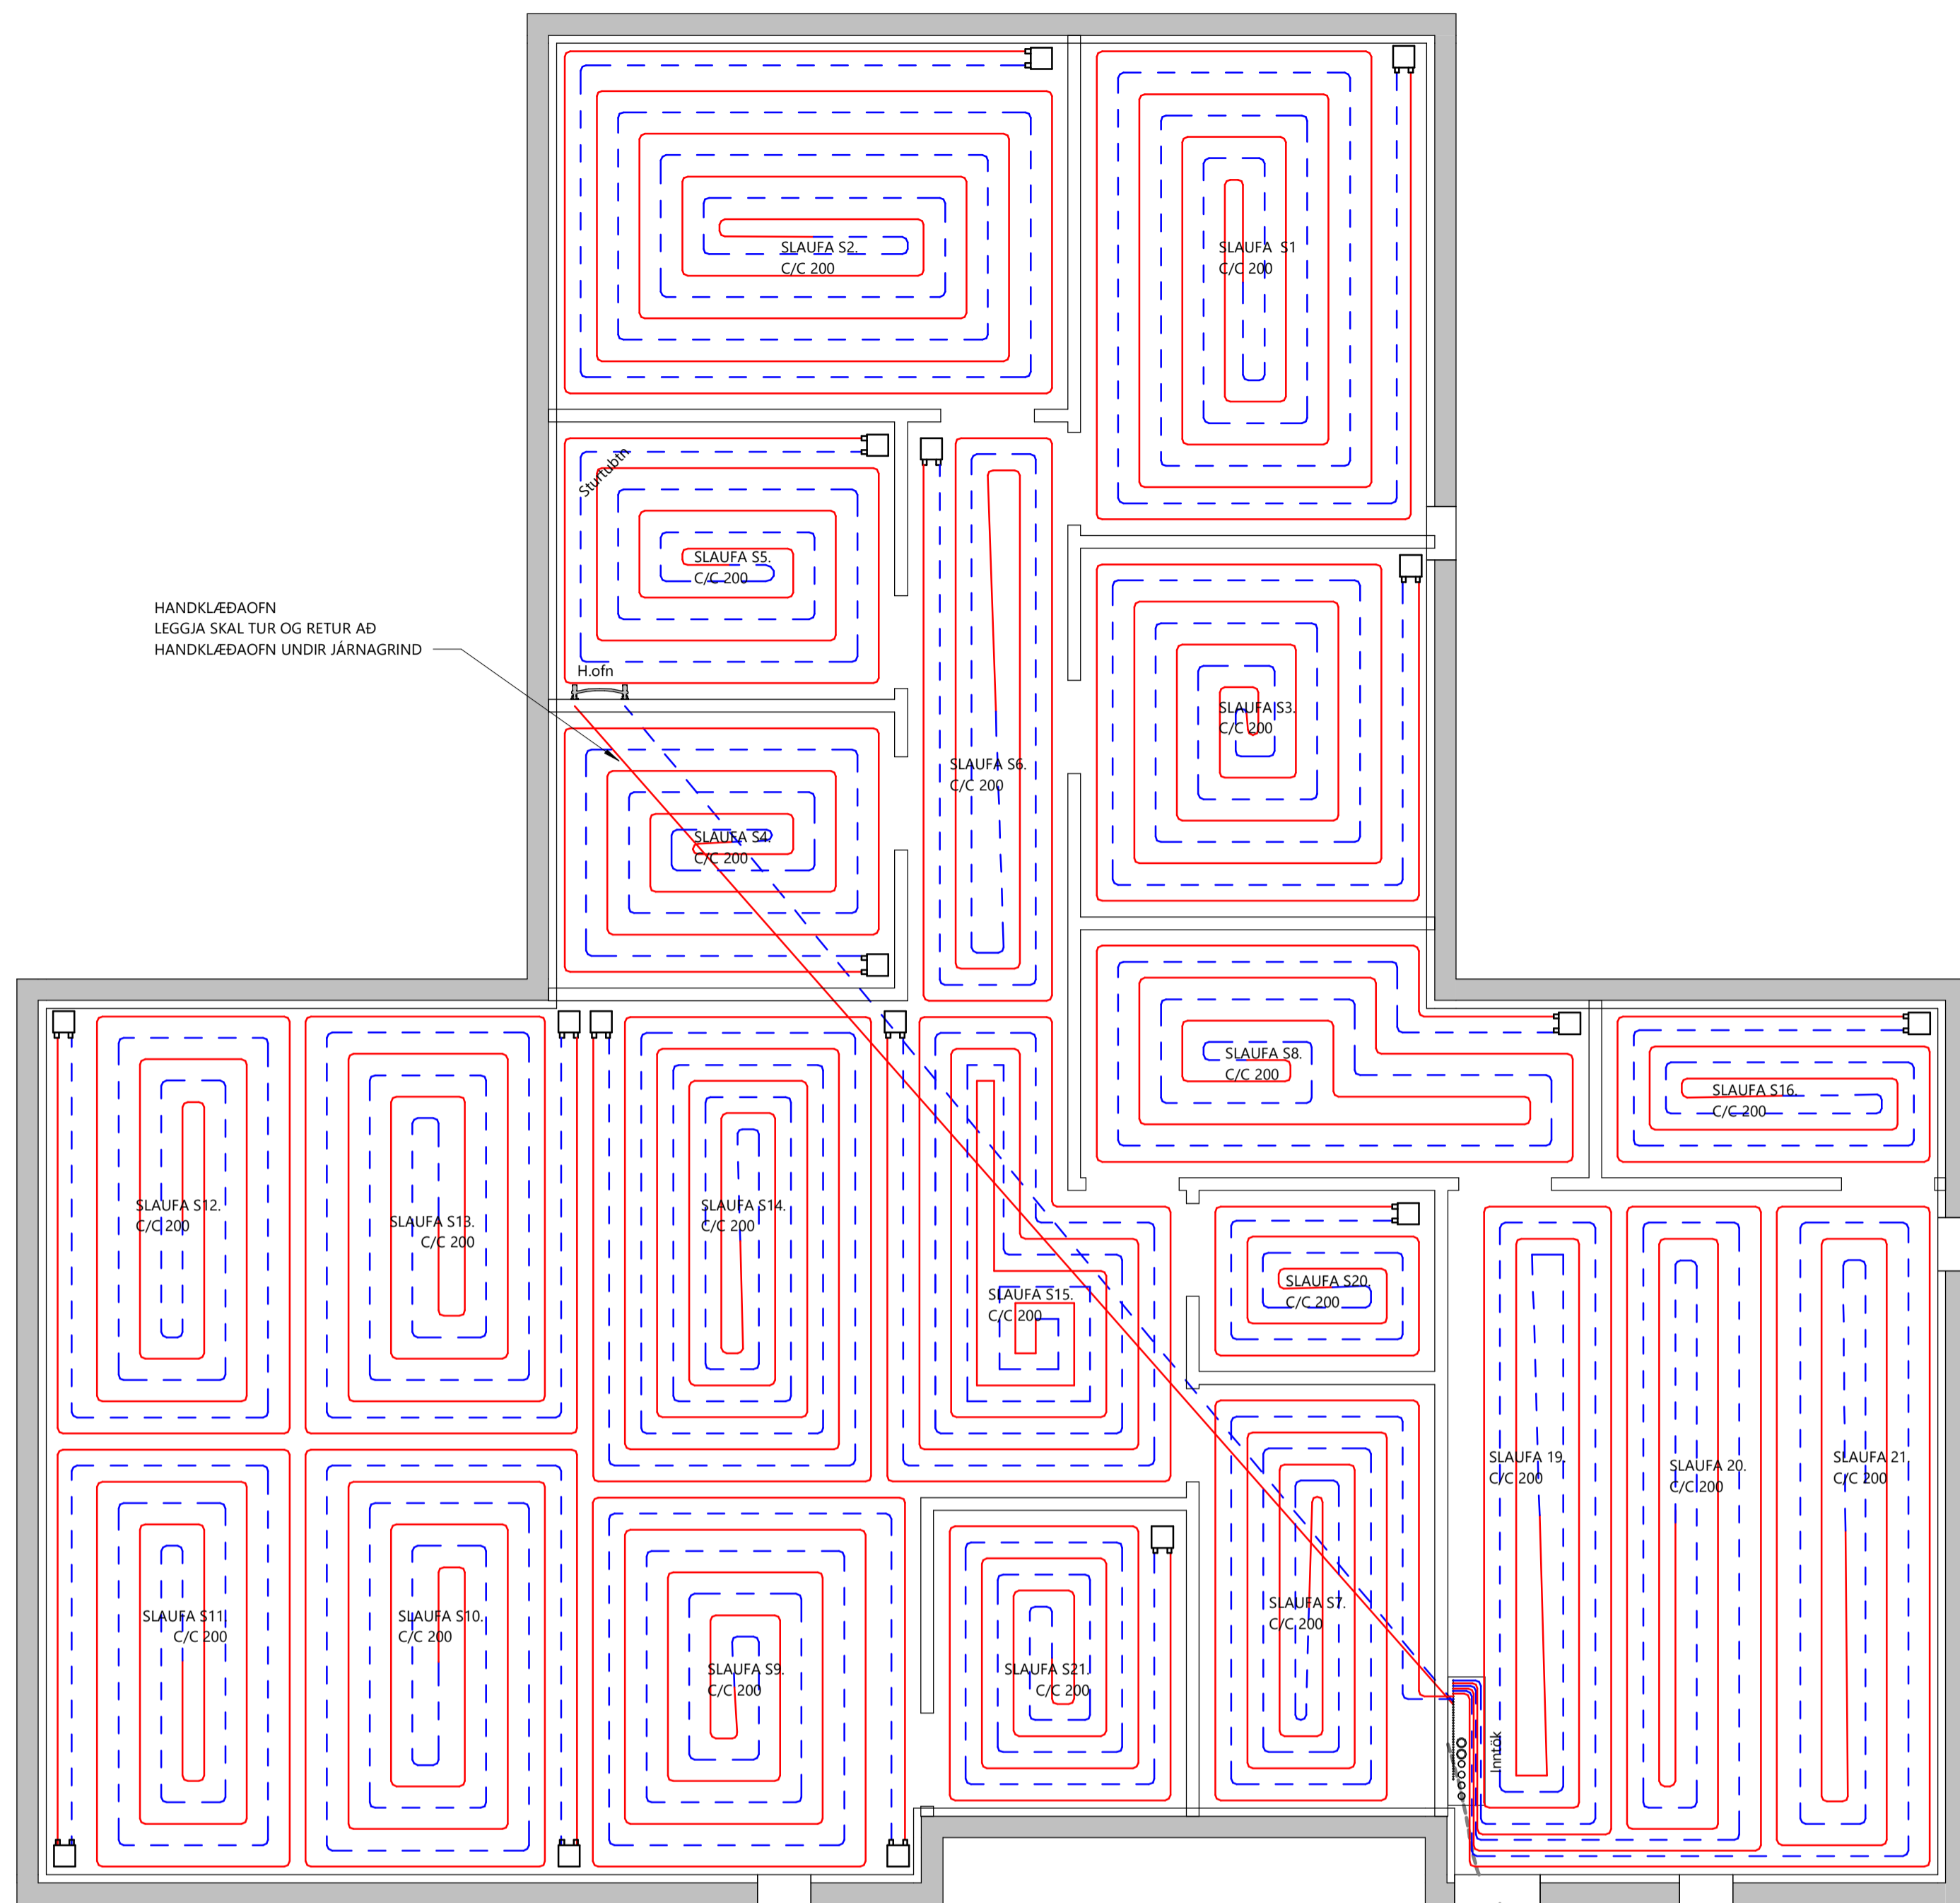 SLAUFA S2.
C/C 200
SLAUFA S1
C/C 200
Sturtubtn
SLAUFA S5.
C/C 200
HANDKLÆÐAOFN
LEGGJA SKAL TUR OG RETUR AÐ
HANDKLÆÐAOFN UNDIR JÁRNAGRIND
H.ofn
SLAUFA S3.
C/C 200
SLAUFA S6.
C/C 200
SLAUFA S4.
C/C 200
SLAUFA S8.
C/C 200
SLAUFA S16.
C/C 200
SLAUFA S12.
C/C 200
SLAUFA S13.
C/C 200
SLAUFA S14.
C/C 200
SLAUFA S15.
C/C 200
SLAUFA S20.
C/C 200
SLAUFA 19.
C/C 200
SLAUFA 20.
C/C 200
SLAUFA 21
C/C 200
SLAUFA S11.
C/C 200
SLAUFA S10.
C/C 200
SLAUFA S9.
C/C 200
SLAUFA S21.
C/C 200
SLAUFA S7.
C/C 200
Inntök